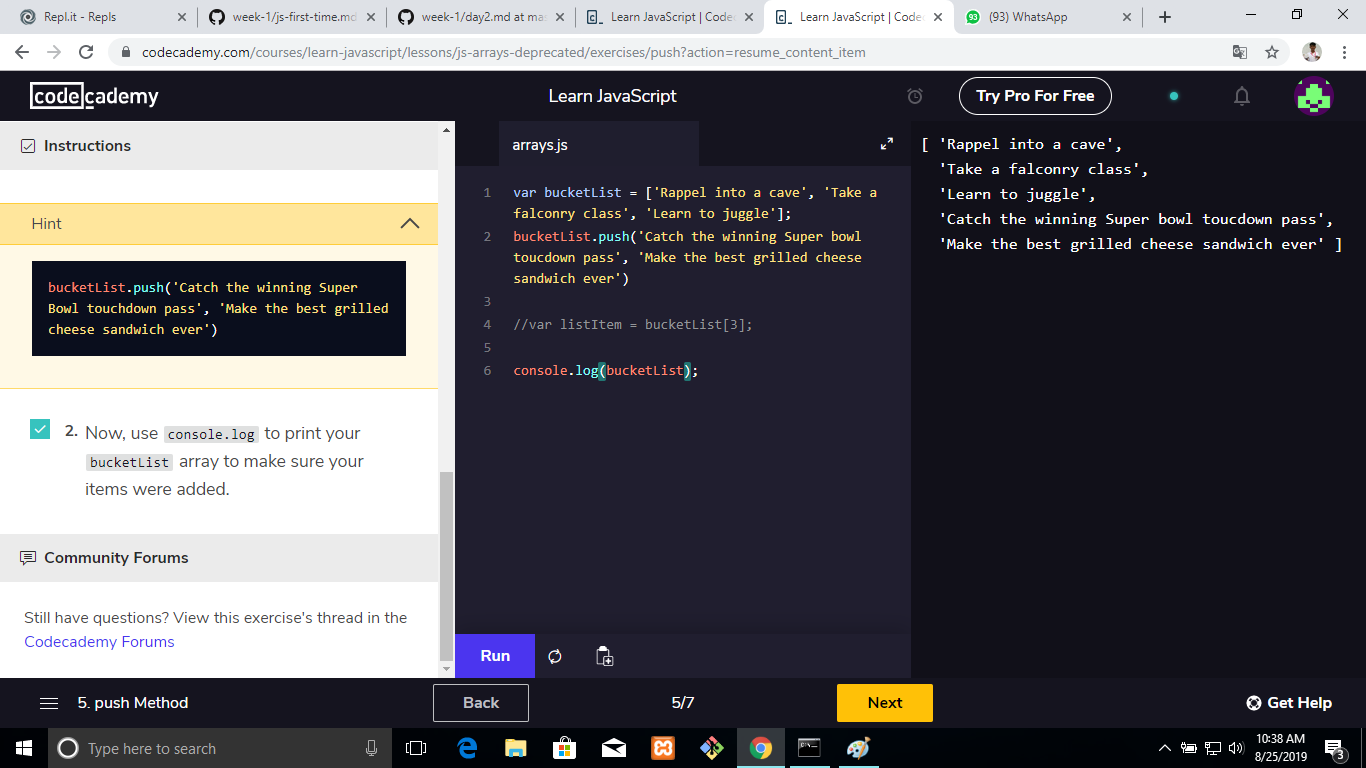 Repl.it - Repls
week-1/js-first-time.md
week-1/day2.md at mas
Learn JavaScript | Code
Learn JavaScript | Code
93
(93) WhatsApp
codecademy.com/courses/learn-javascript/lessons/js-arrays-deprecated/exercises/push?action=resume_content_item
codecademy
Learn JavaScript
Try Pro For Free
Instructions
Hint
bucketList.push('Catch the winning Super
Bowl touchdown pass', 'Make the best grilled
cheese sandwich ever')
2. Now, use console.log to print your
bucketList array to make sure your
items were added.
Community Forums
Still have questions? View this exercise's thread in the
Codecademy Forums
arrays.js
1 var bucketList = ['Rappel into a cave', 'Take a
falconry class', 'Learn to juggle'];
2 bucketList.push('Catch the winning Super bowl
toucdown pass', 'Make the best grilled cheese
sandwich ever')
3
4 //var listItem = bucketList[3];
5
6 console.log(bucketList);
Run
[ 'Rappel into a cave',
'Take a falconry class',
'Learn to juggle',
'Catch the winning Super bowl toucdown pass',
'Make the best grilled cheese sandwich ever' ]
5. push Method
Back
5/7
Next
Get Help
Type here to search
10:38 AM
8/25/2019
3